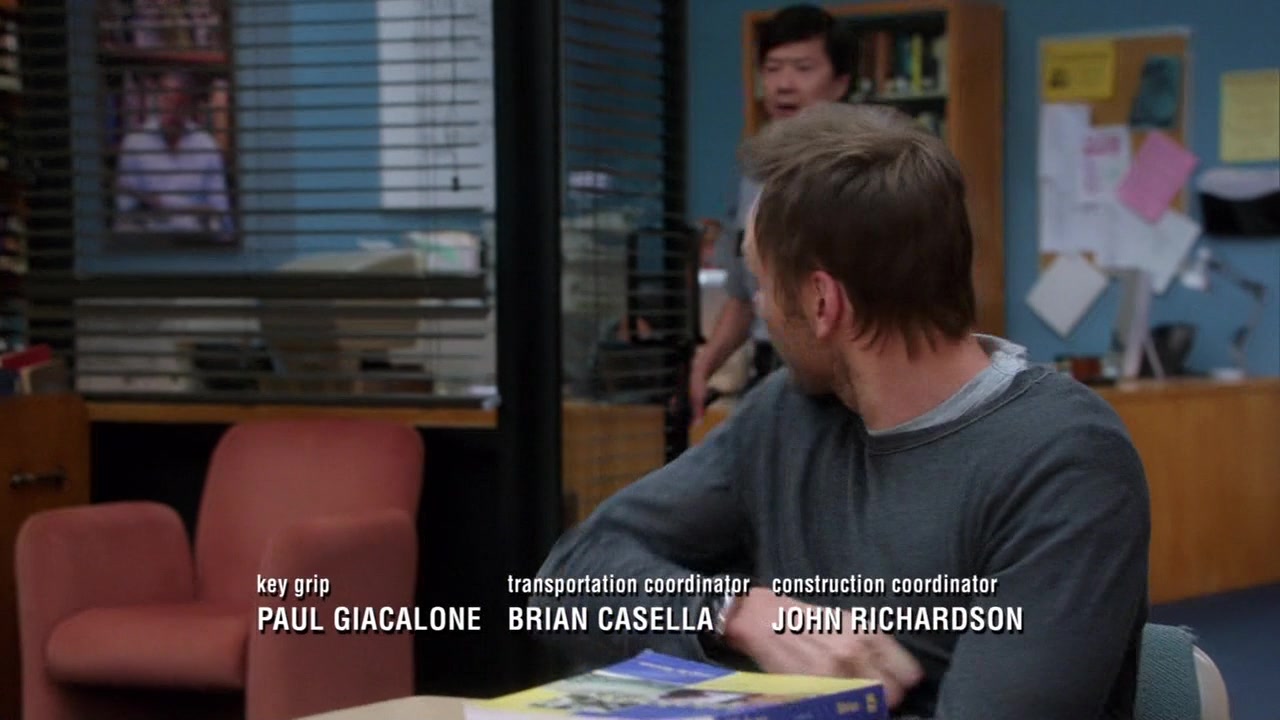 key grip transportation coordinator construction coordinator
PAUL GIACALONE BRIAN CASELLA JOHN RICHARDSON